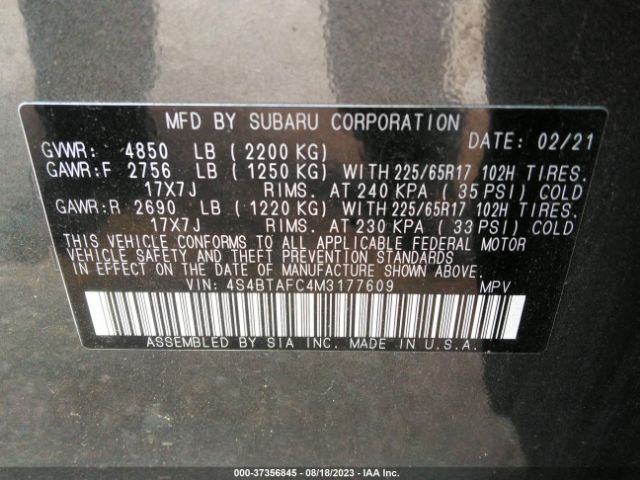 MFD BY SUBARU CORPORATION
DATE: 02/21
GVWR: 4850 LB (2200 KG)
GAWR:F 2756 LB (1250 KG) WITH 225/65R17 102H TIRES.
17X7J RIMS. AT 240 KPA (35 PSI) COLD
GAWR:R 2690 LB (1220 KG) WITH 225/65R17 102H TIRES.
17X7J RIMS. AT 230 KPA (33 PSI) COLD
THIS VEHICLE CONFORMS TO ALL APPLICABLE FEDERAL MOTOR
VEHICLE SAFETY AND THEFT PREVENTION STANDARDS
IN EFFECT ON THE DATE OF MANUFACTURE SHOWN ABOVE.
VIN: 4S4BTAFC4M3177609 MPV
ASSEMBLED BY SIA INC. MADE IN U.S.A.
000-37356845 - 08/18/2023 - IAA Inc.